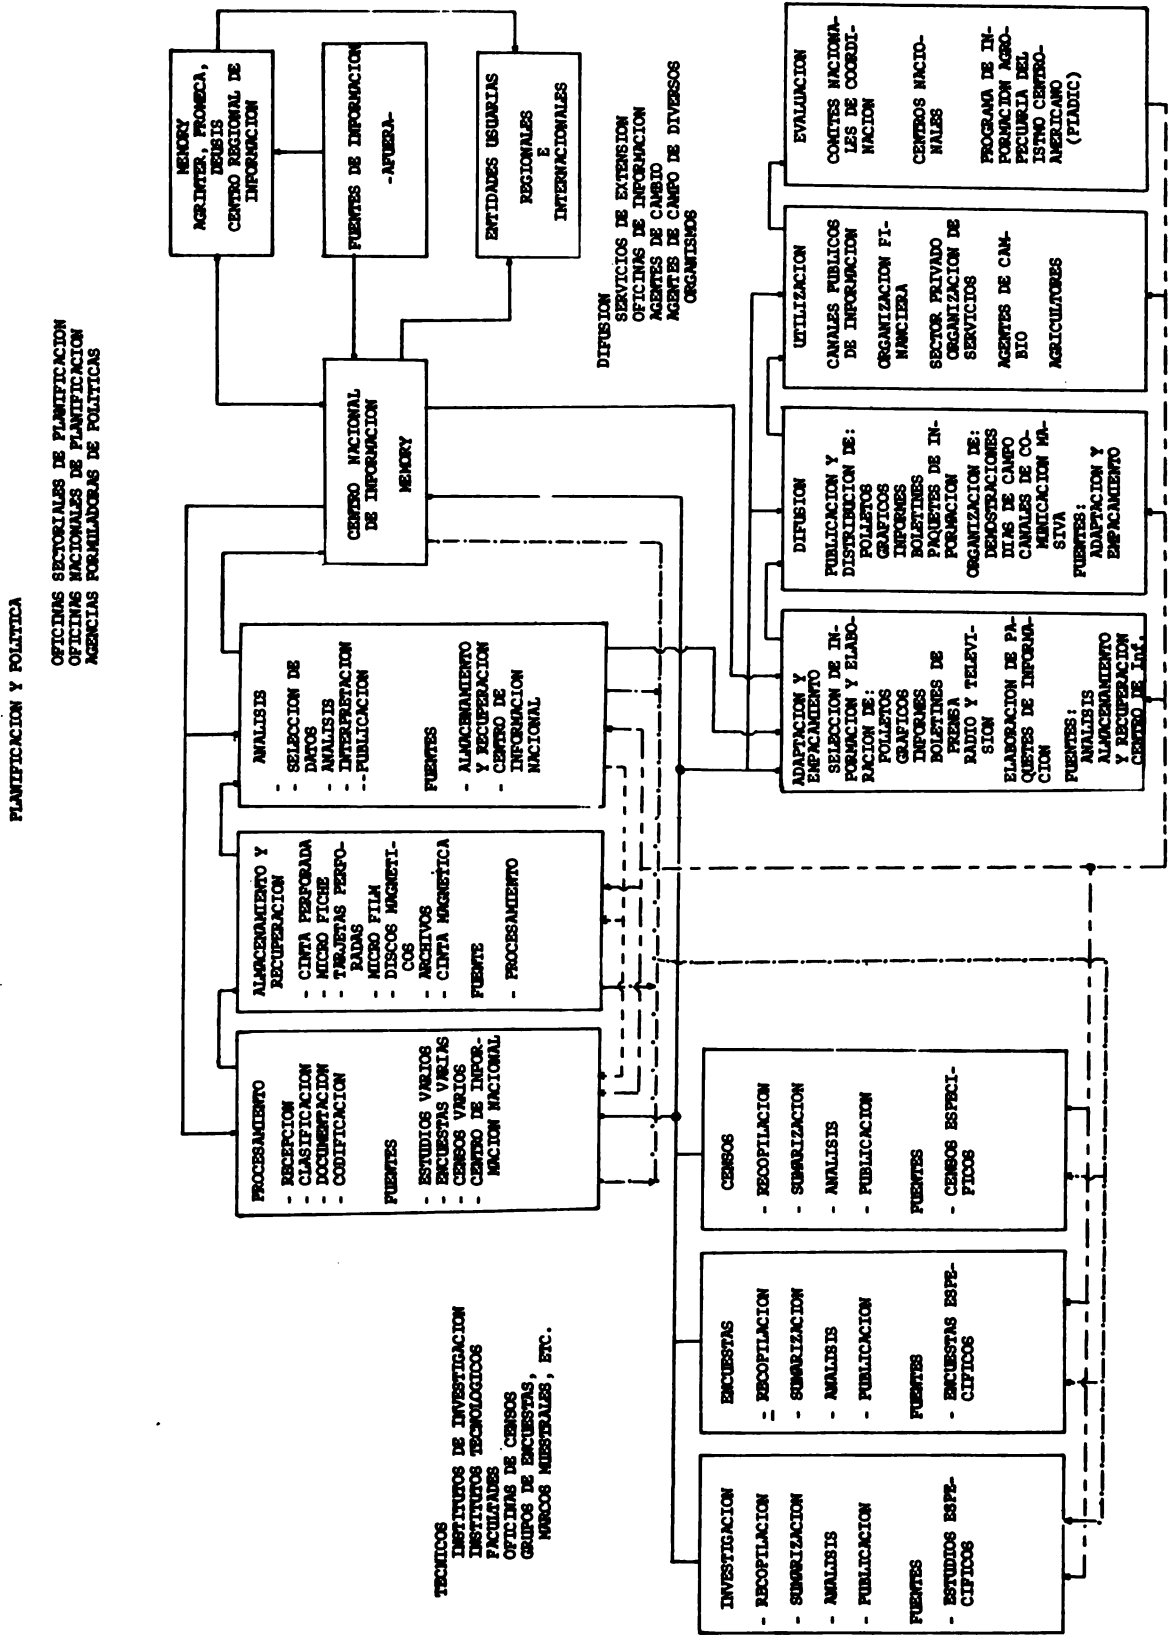 PLANIFICACION Y POLITICA
OFICINAS SECTORIALES DE PLANIFICACION
OFICINAS NACIONALES DE PLANIFICACION
AGENCIAS FORMULADORAS DE POLITICAS
TECNICOS
INSTITUTOS DE INVESTIGACION
INSTITUTOS TECNOLOGICOS
FACULTADES
OFICINAS DE CENSOS
GRUPOS DE ENCUESTAS,
MARCOS MUESTRALES, ETC.
PROCESAMIENTO
- RECEPCION
- CLASIFICACION
- DOCUMENTACION
- CODIFICACION
FUENTES
- ESTUDIOS VARIOS
- ENCUESTAS VARIAS
- CENSOS VARIOS
- CENTRO DE INFOR-
MACION NACIONAL
ALMACENAMIENTO Y
RECUPERACION
- CINTA PERFORADA
- MICRO FICHE
- TARJETAS PERFO-
RADAS
- MICRO FILM
- DISCOS MAGNETI-
COS
- ARCHIVOS
- CINTA MAGNETICA
FUENTE
- PROCESAMIENTO
ANALISIS
- SELECCION DE
DATOS
- ANALISIS
- INTERPRETACION
--PUBLICACION
FUENTES
- ALMACENAMIENTO
Y RECUPERACION
- CENTRO DE
INFORMACION
NACIONAL
CENTRO NACIONAL
DE INFORMACION
MEMORY
MEMORY
AGRINTER, PROMECA,
DEUSIS
CENTRO REGIONAL DE
INFORMACION
FUENTES DE INFORMACION
-AFUERA-
ENTIDADES USUARIAS
REGIONALES
E
INTERNACIONALES
DIFUSION
SERVICIOS DE EXTENSION
OFICINAS DE INFORMACION
AGENTES DE CAMBIO
AGENTES DE CAMPO DE DIVERSOS
ORGANISMOS
INVESTIGACION
- RECOPILACION
- SUMARIZACION
- ANALISIS
- PUBLICACION
FUENTES
- ESTUDIOS ESPE-
CIFICOS
ENCUESTAS
- RECOPILACION
- SUMARIZACION
- ANALISIS
- PUBLICACION
FUENTES
- ENCUESTAS ESPE-
CIFICOS
CENSOS
- RECOPILACION
- SUMARIZACION
- ANALISIS
- PUBLICACION
FUENTES
- CENSOS ESPECI-
FICOS
ADAPTACION Y
EMPACAMIENTO
SELECCION DE IN-
FORMACION Y ELABO-
RACION DE:
FOLLETOS
GRAFICOS
INFORMES
BOLETINES DE
PRENSA
RADIO Y TELEVI-
SION
ELABORACION DE PA-
QUETES DE INFORMA-
CION
FUENTES:
ANALISIS
ALMACENAMIENTO
Y RECUPERACION
CENTRO DE Inf.
DIFUSION
PUBLICACION Y
DISTRIBUCION DE:
FOLLETOS
GRAFICOS
INFORMES
BOLETINES
PAQUETES DE IN-
FORMACION
ORGANIZACION DE:
DEMOSTRACIONES
DIAS DE CAMPO
CANALES DE CO-
MUNICACION MA-
SIVA
FUENTES:
ADAPTACION Y
EMPACAMIENTO
UTILIZACION
CANALES PUBLICOS
DE INFORMACION
ORGANIZACION FI-
NANCIERA
SECTOR PRIVADO
ORGANIZACION DE
SERVICIOS
AGENTES DE CAM-
BIO
AGRICULTORES
EVALUACION
COMITES NACIONA-
LES DE COORDI-
NACION
CENTROS NACIO-
NALES
PROGRAMA DE IN-
FORMACION AGRO-
PECUARIA DEL
ISTMO CENTRO-
AMERICANO
(PIADIC)